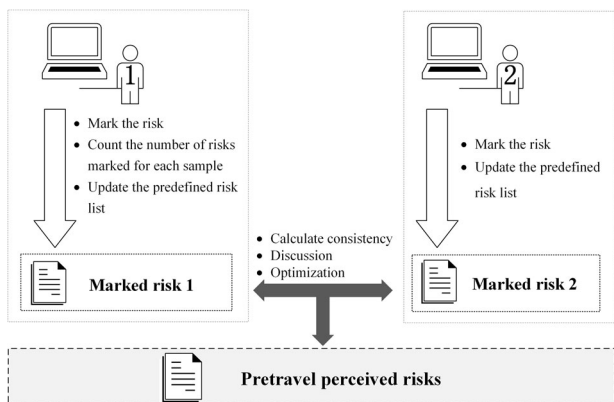 1
• Mark the risk
• Count the number of risks
marked for each sample
• Update the predefined risk
list
Marked risk 1
2
• Mark the risk
• Update the predefined
risk list
Marked risk 2
• Calculate consistency
• Discussion
• Optimization
Pretravel perceived risks